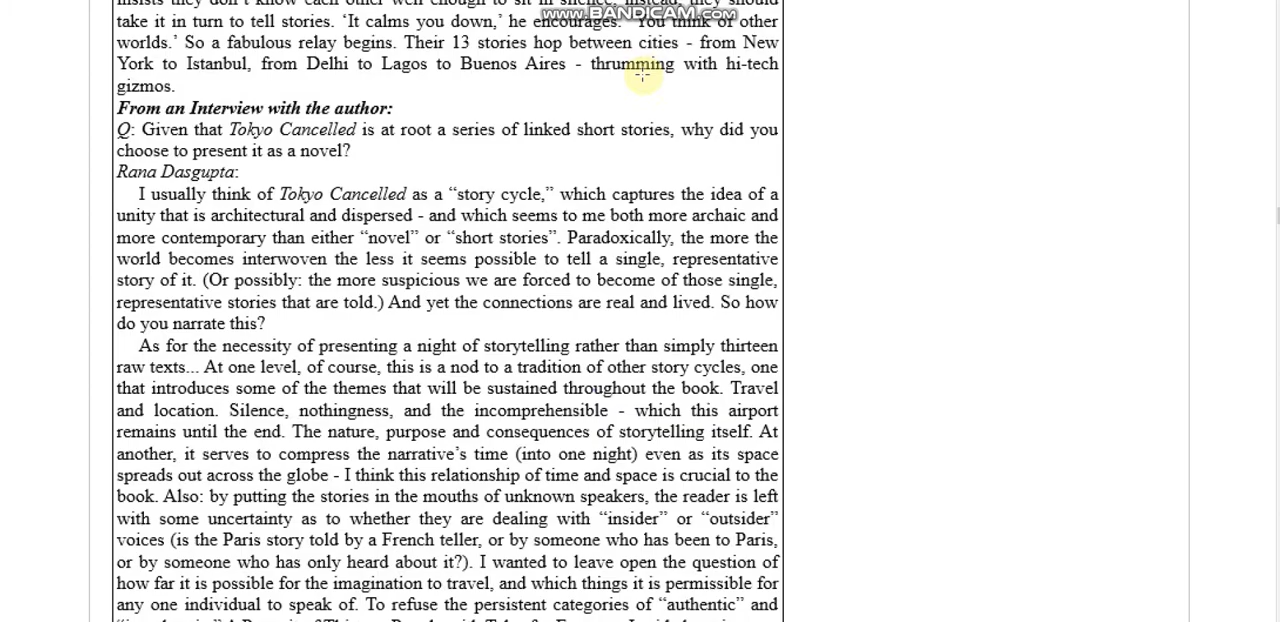 insists they don't know each other well enough to sit in silence, instead, they should
www.BANDICAM.com
take it in turn to tell stories. 'It calms you down,' he encourages. 'You think of other
worlds.' So a fabulous relay begins. Their 13 stories hop between cities - from New
York to Istanbul, from Delhi to Lagos to Buenos Aires - thrumming with hi-tech
gizmos.
From an Interview with the author:
Q: Given that Tokyo Cancelled is at root a series of linked short stories, why did you
choose to present it as a novel?
Rana Dasgupta:
I usually think of Tokyo Cancelled as a “story cycle,” which captures the idea of a
unity that is architectural and dispersed - and which seems to me both more archaic and
more contemporary than either “novel” or “short stories”. Paradoxically, the more the
world becomes interwoven the less it seems possible to tell a single, representative
story of it. (Or possibly: the more suspicious we are forced to become of those single,
representative stories that are told.) And yet the connections are real and lived. So how
do you narrate this?
As for the necessity of presenting a night of storytelling rather than simply thirteen
raw texts... At one level, of course, this is a nod to a tradition of other story cycles, one
that introduces some of the themes that will be sustained throughout the book. Travel
and location. Silence, nothingness, and the incomprehensible - which this airport
remains until the end. The nature, purpose and consequences of storytelling itself. At
another, it serves to compress the narrative's time (into one night) even as its space
spreads out across the globe - I think this relationship of time and space is crucial to the
book. Also: by putting the stories in the mouths of unknown speakers, the reader is left
with some uncertainty as to whether they are dealing with “insider” or “outsider”
voices (is the Paris story told by a French teller, or by someone who has been to Paris,
or by someone who has only heard about it?). I wanted to leave open the question of
how far it is possible for the imagination to travel, and which things it is permissible for
any one individual to speak of. To refuse the persistent categories of “authentic” and